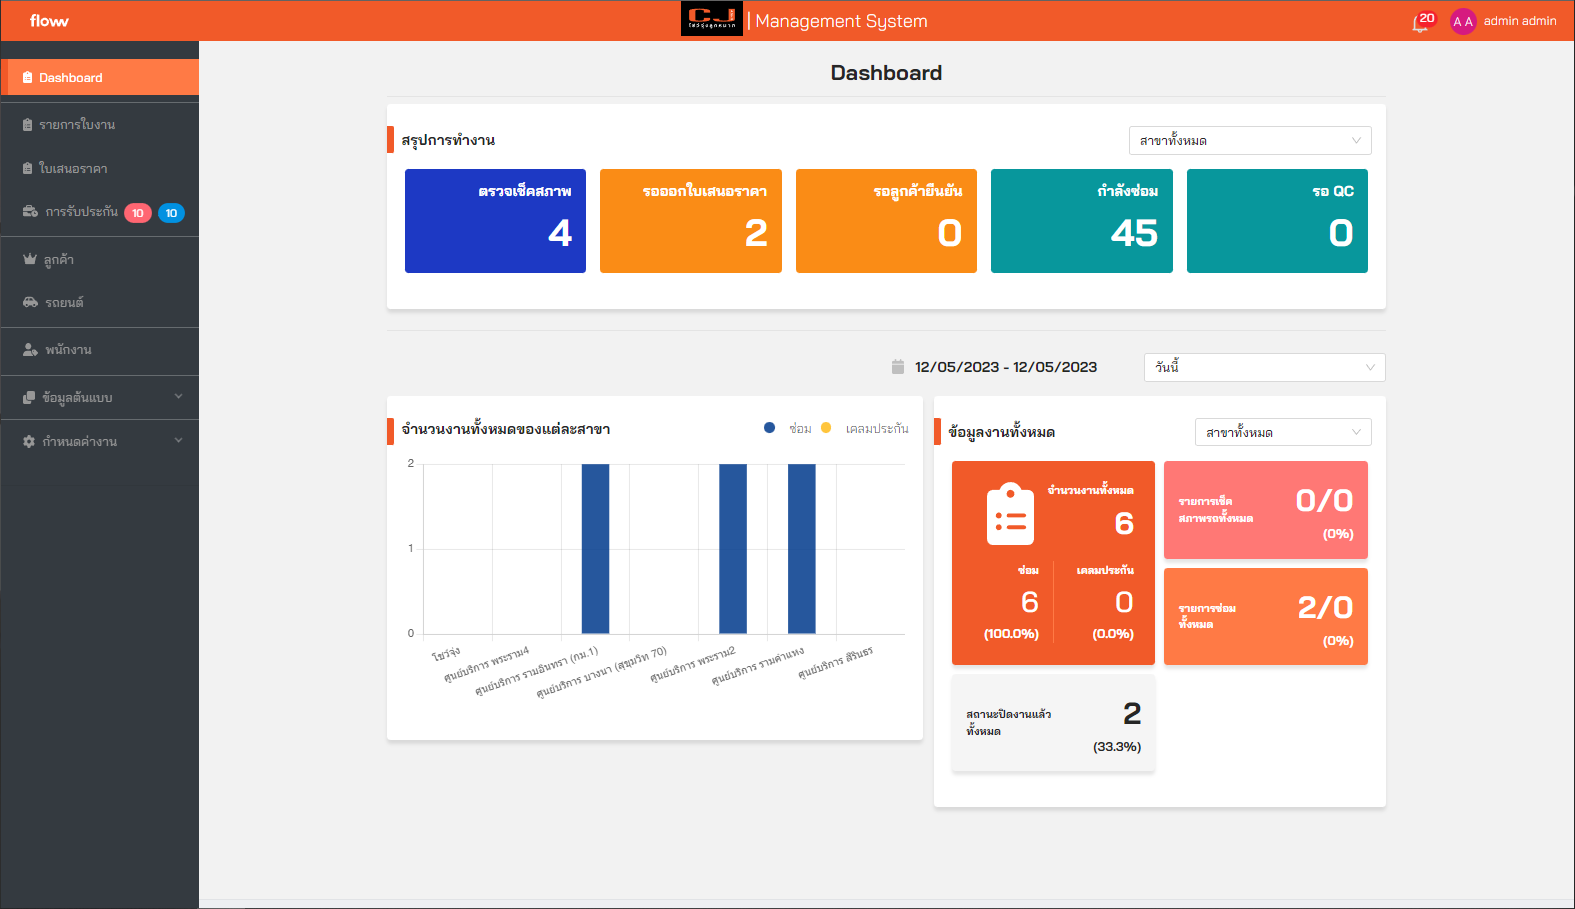 flow
CJ
โชว์รุ่งลูกหมาก
| Management System
20
A A
admin admin
Dashboard
รายการใบงาน
ใบเสนอราคา
การรับประกัน 10 10
ลูกค้า
รถยนต์
พนักงาน
ข้อมูลต้นแบบ
กำหนดค่างาน
Dashboard
สรุปการทำงาน
สาขาทั้งหมด
ตรวจเช็คสภาพ
4
รอออกใบเสนอราคา
2
รอลูกค้ายืนยัน
0
กำลังซ่อม
45
รอ QC
0
12/05/2023 - 12/05/2023
วันนี้
จำนวนงานทั้งหมดของแต่ละสาขา
ซ่อม
เคลมประกัน
2
1
0
โชว์รุ่ง
ศูนย์บริการ พระราม4
ศูนย์บริการ รามอินทรา (กม.1)
ศูนย์บริการ บางนา (สุขุมวิท 70)
ศูนย์บริการ พระราม2
ศูนย์บริการ รามคำแหง
ศูนย์บริการ สิรินธร
ข้อมูลงานทั้งหมด
สาขาทั้งหมด
จำนวนงานทั้งหมด
6
ซ่อม
6
(100.0%)
เคลมประกัน
0
(0.0%)
รายการเช็ค
สภาพรถทั้งหมด
0/0
(0%)
รายการซ่อม
ทั้งหมด
2/0
(0%)
สถานะปิดงานแล้ว
ทั้งหมด
2
(33.3%)